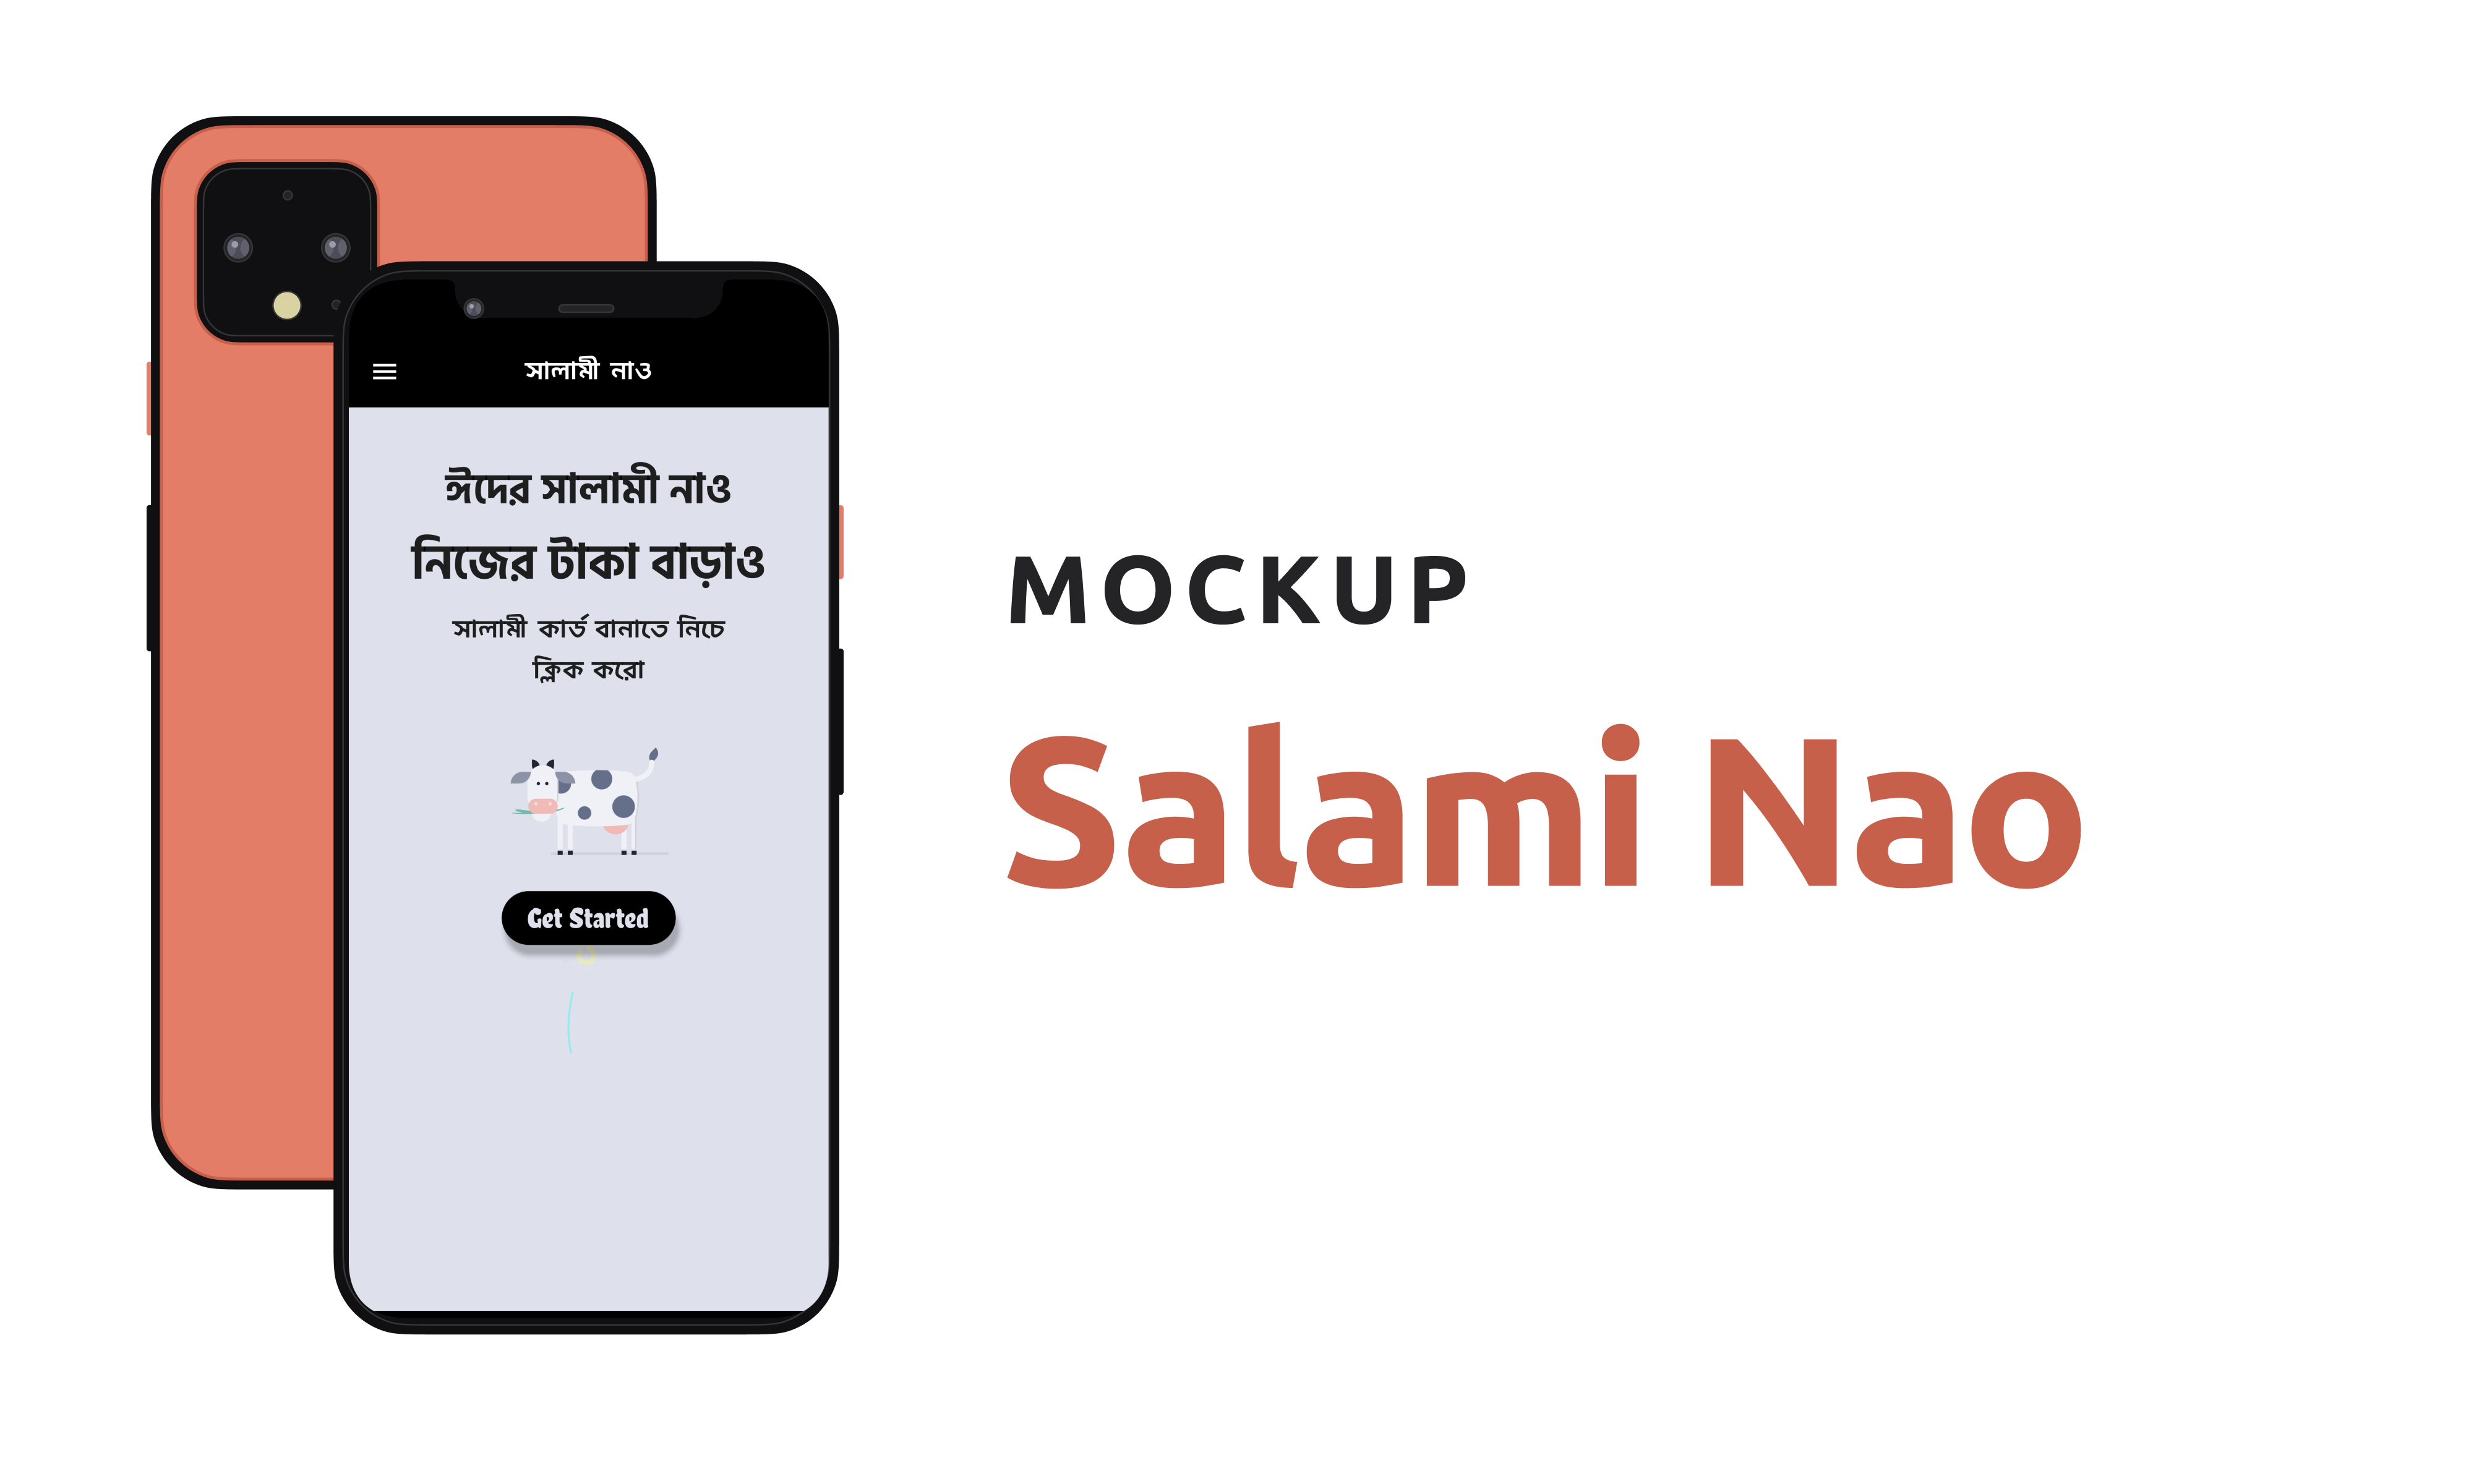 সালামী নাও
ঈদের সালামী নাও
নিজের টাকা বাড়াও
সালামী কার্ড বানাতে নিচে
ক্লিক করো
Get Started
MOCKUP
Salami Nao